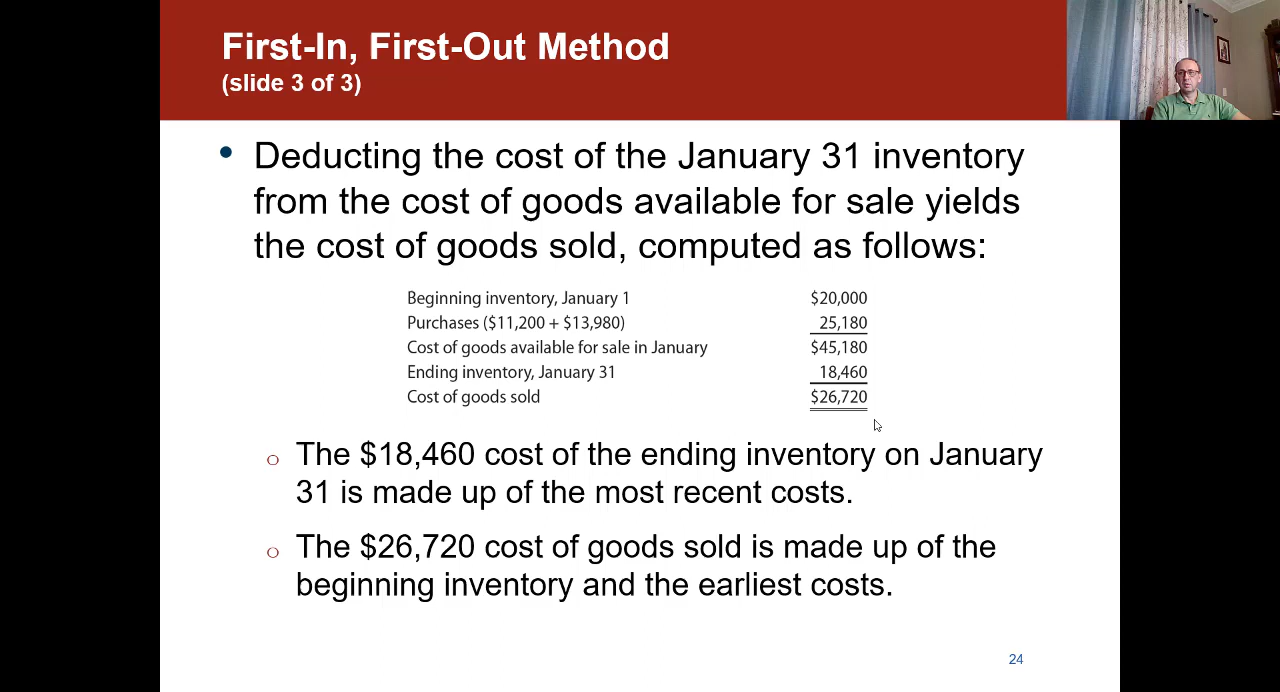 First-In, First-Out Method
(slide 3 of 3)
• Deducting the cost of the January 31 inventory
from the cost of goods available for sale yields
the cost of goods sold, computed as follows:
Beginning inventory, January 1 $20,000
Purchases ($11,200 + $13,980) 25,180
Cost of goods available for sale in January $45,180
Ending inventory, January 31 18,460
Cost of goods sold $26,720
o The $18,460 cost of the ending inventory on January
31 is made up of the most recent costs.
o The $26,720 cost of goods sold is made up of the
beginning inventory and the earliest costs.
24